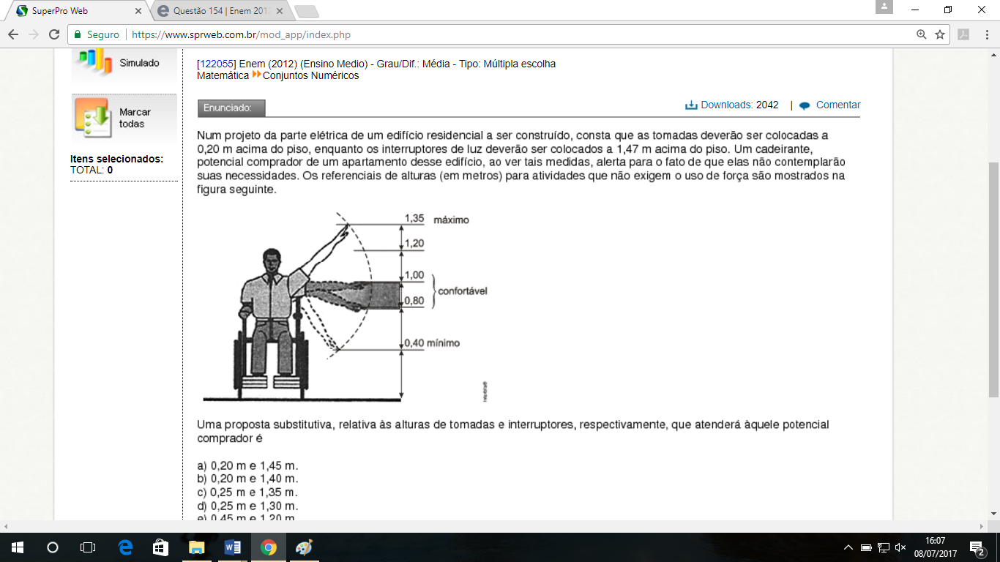 SuperPro Web
Questão 154 | Enem 201
Seguro
https://www.sprweb.com.br/mod_app/index.php
Simulado
Marcar
todas
Itens selecionados:
TOTAL: 0
[122055] Enem (2012) (Ensino Medio) - Grau/Dif.: Média - Tipo: Múltipla escolha
Matemática Conjuntos Numéricos
Enunciado:
Downloads: 2042 | Comentar
Num projeto da parte elétrica de um edifício residencial a ser construído, consta que as tomadas deverão ser colocadas a
0,20 m acima do piso, enquanto os interruptores de luz deverão ser colocados a 1,47 m acima do piso. Um cadeirante,
potencial comprador de um apartamento desse edifício, ao ver tais medidas, alerta para o fato de que elas não contemplarão
suas necessidades. Os referenciais de alturas (em metros) para atividades que não exigem o uso de força são mostrados na
figura seguinte.
1,35 máximo
1,20
1,00
confortável
0,80
0,40 mínimo
Uma proposta substitutiva, relativa às alturas de tomadas e interruptores, respectivamente, que atenderá àquele potencial
comprador é
a) 0,20 m e 1,45 m.
b) 0,20 m e 1,40 m.
c) 0,25 m e 1,35 m.
d) 0,25 m e 1,30 m.
e) 0,45 m e 1,20 m
16:07
08/07/2017
2